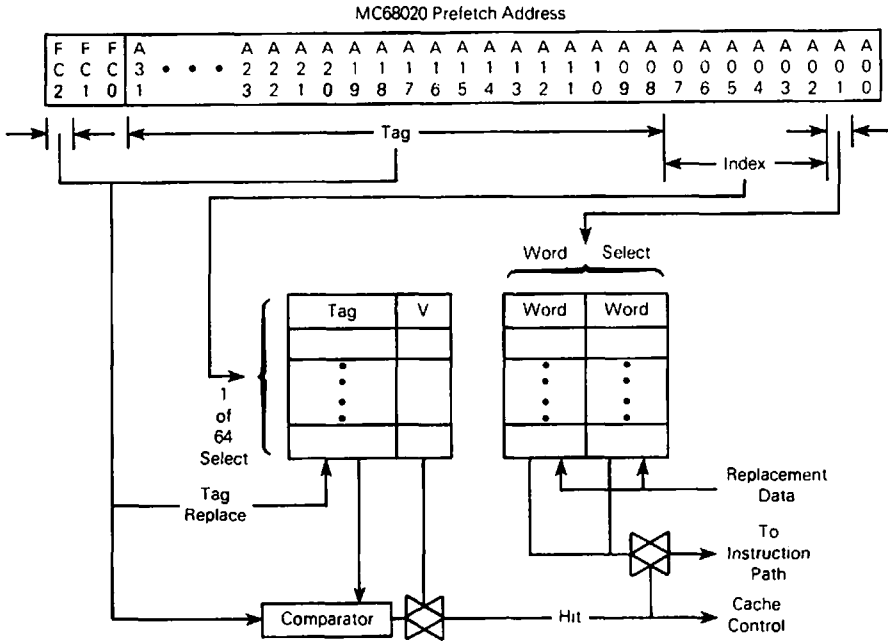 MC68020 Prefetch Address
F F F A A A A A A A A A A A A A A A A A A A A A A A A A
C C C 3 • • • 2 2 2 2 1 1 1 1 1 1 1 1 1 1 0 0 0 0 0 0 0 0 0 0
2 1 0 1 3 2 1 0 9 8 7 6 5 4 3 2 1 0 9 8 7 6 5 4 3 2 1 0
Tag
Index
Word Select
Tag V
Word Word
1
of
64
Select
Tag
Replace
Replacement
Data
To
Instruction
Path
Comparator
Hit
Cache
Control